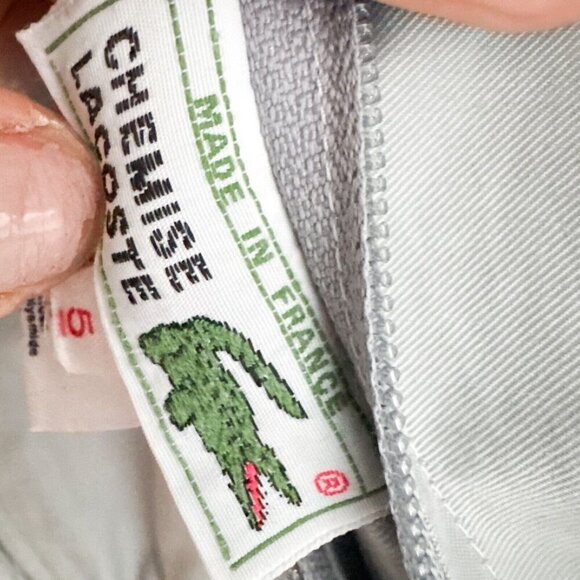 CHEMISE
LACOSTE
MADE IN FRANCE
®
5